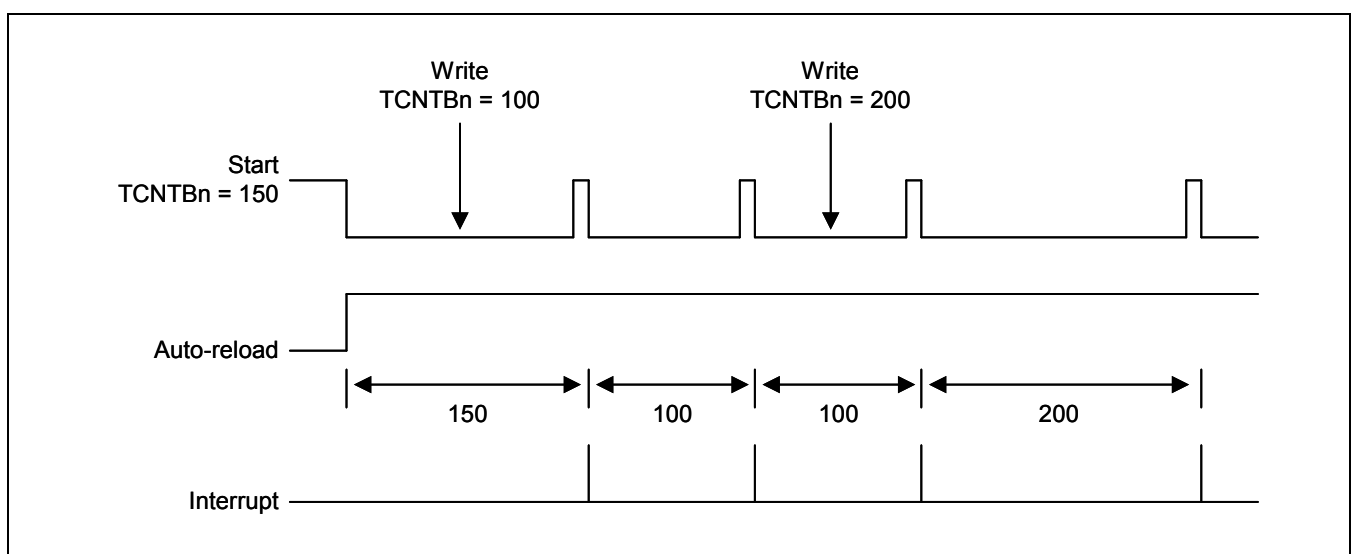 Write
TCNTBn = 100
Write
TCNTBn = 200
Start
TCNTBn = 150
Auto-reload
150
100
100
200
Interrupt